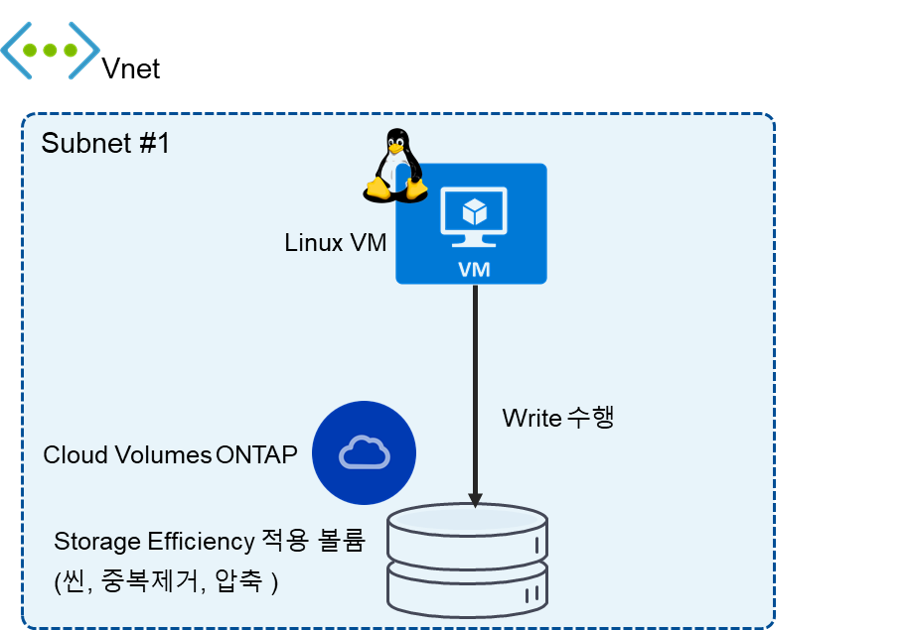 Vnet
Subnet #1
Linux VM
VM
Write 수행
Cloud Volumes ONTAP
Storage Efficiency 적용 볼륨
(씬, 중복제거, 압축 )